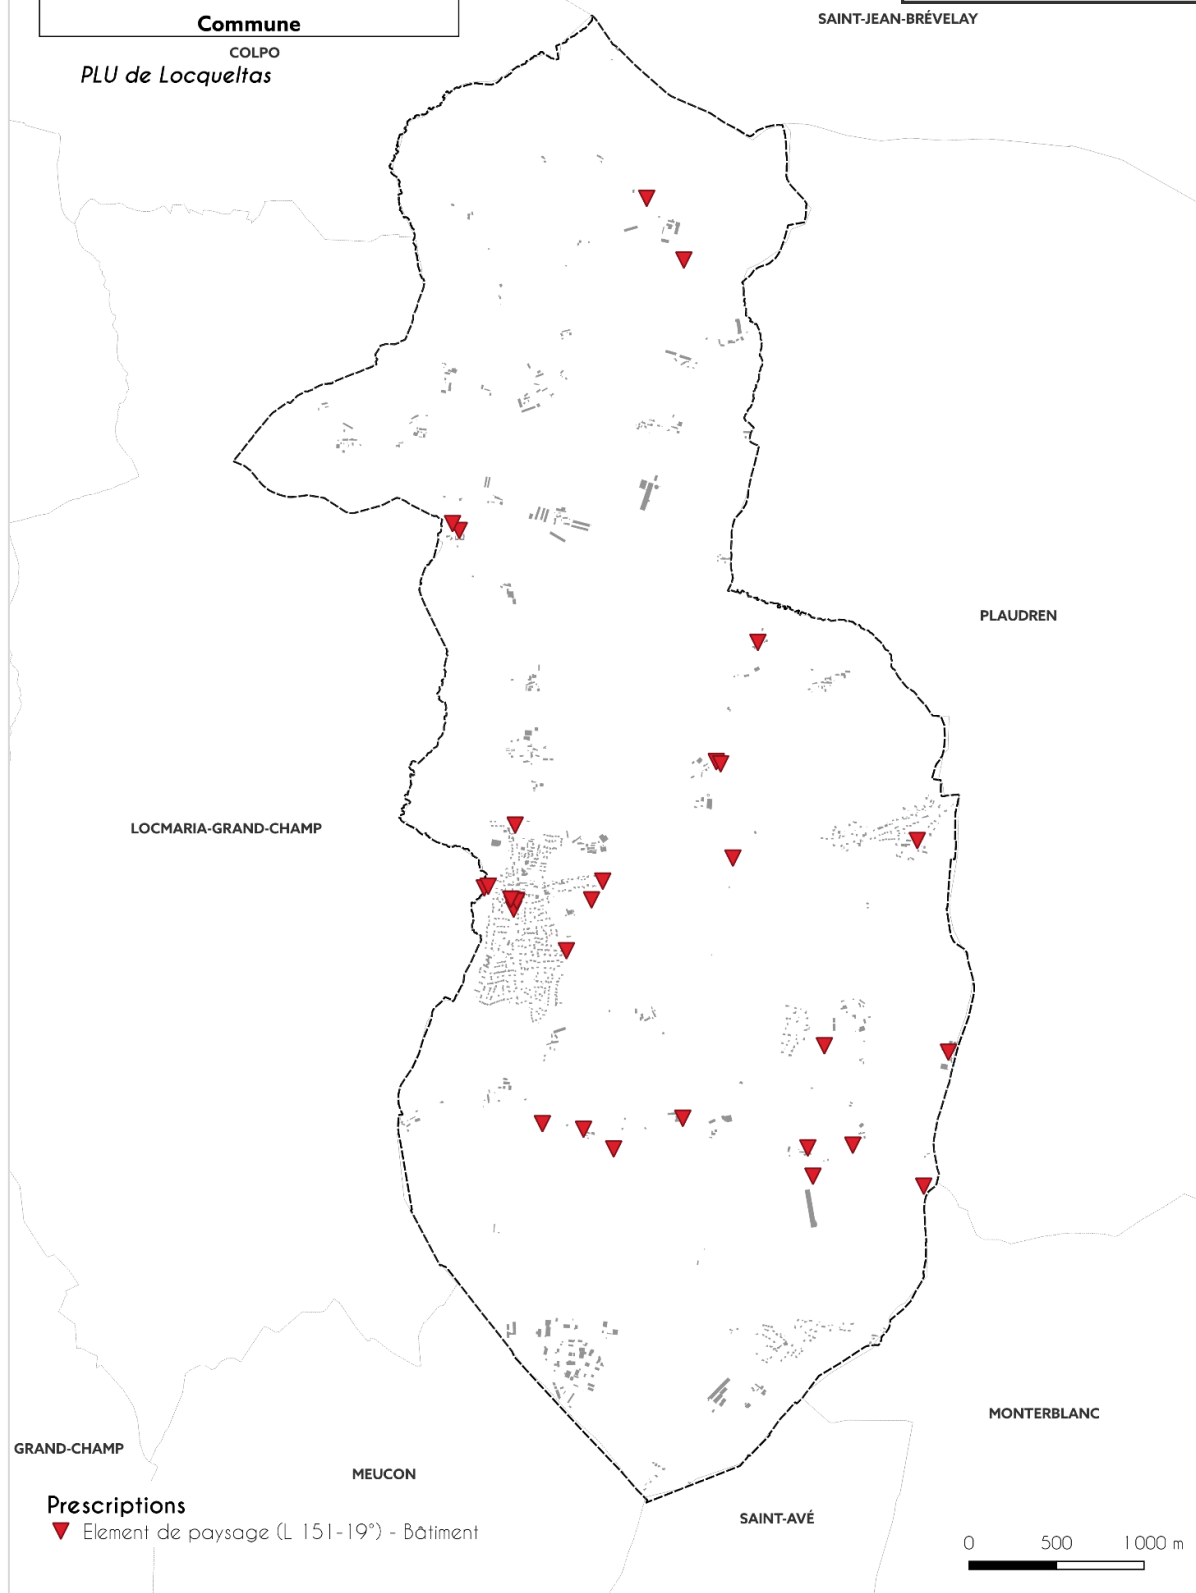 Commune
SAINT-JEAN-BRÉVELAY
COLPO
PLU de Locqueltas
PLAUDREN
LOCMARIA-GRAND-CHAMP
MONTERBLANC
GRAND-CHAMP
MEUCON
Prescriptions
SAINT-AVÉ
Element de paysage (L 151-19°) - Bâtiment
0 500 1 000 m